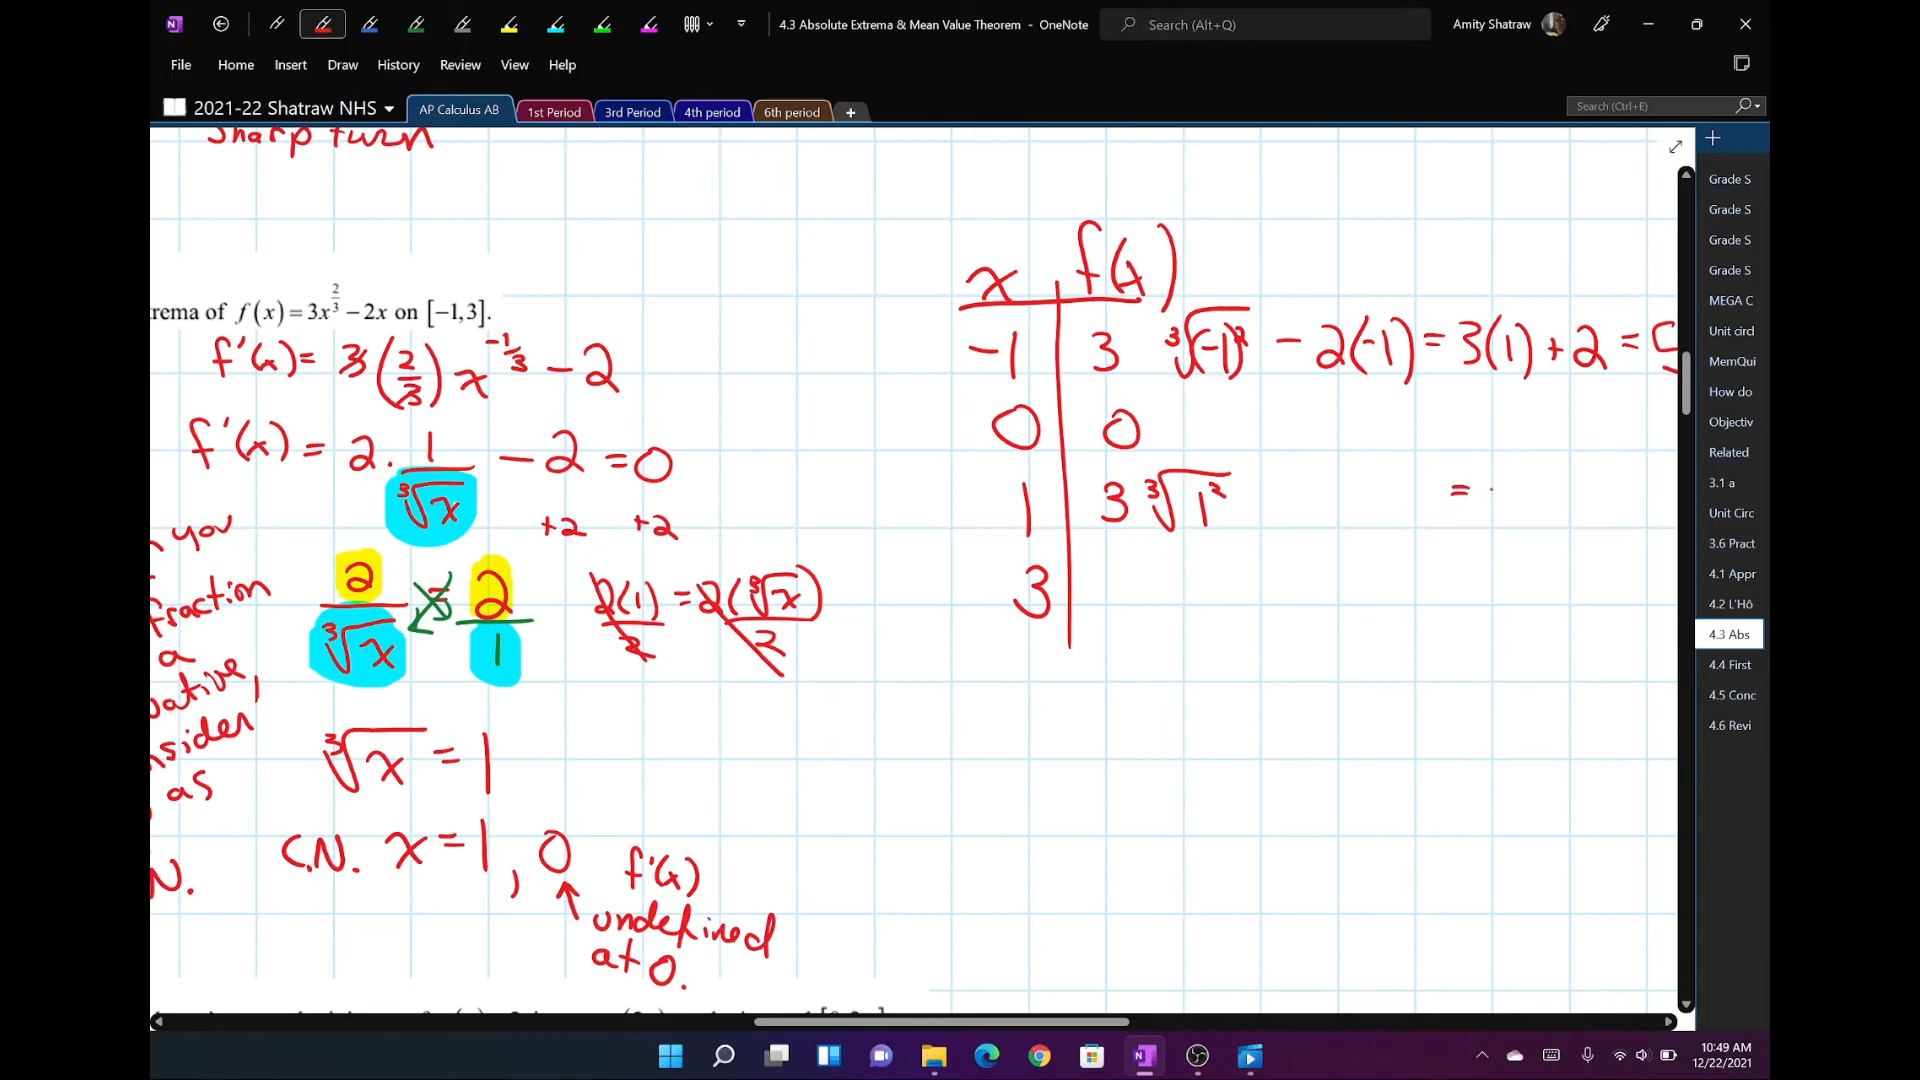 4.3 Absolute Extrema & Mean Value Theorem - OneNote
Search (Alt+Q)
Amity Shatraw
File Home Insert Draw History Review View Help
2021-22 Shatraw NHS
AP Calculus AB
1st Period
3rd Period
4th period
6th period
Search (Ctrl+E)
sharp turn
trema of f(x) = 3x^(2/3) − 2x on [−1,3].
f'(x) = 3(2/3)x^(-1/3) − 2
f'(x) = 2 · 1/∛x − 2 = 0
+2 +2
you
fraction
a
vative,
nsider
as
N.
2/∛x = 2/1
2(1)/2 = 2(∛x)/2
∛x = 1
C.N. x = 1, 0
f'(x)
undefined
at 0.
x f(x)
-1 3 ∛(-1)² − 2(-1) = 3(1) + 2 = 5
0 0
1 3 ∛1² =
3
Grade S
Grade S
Grade S
Grade S
MEGA C
Unit circl
MemQui
How do
Objectiv
Related
3.1 a
Unit Circ
3.6 Pract
4.1 Appr
4.2 L'Hô
4.3 Abs
4.4 First
4.5 Conc
4.6 Revi
10:49 AM
12/22/2021